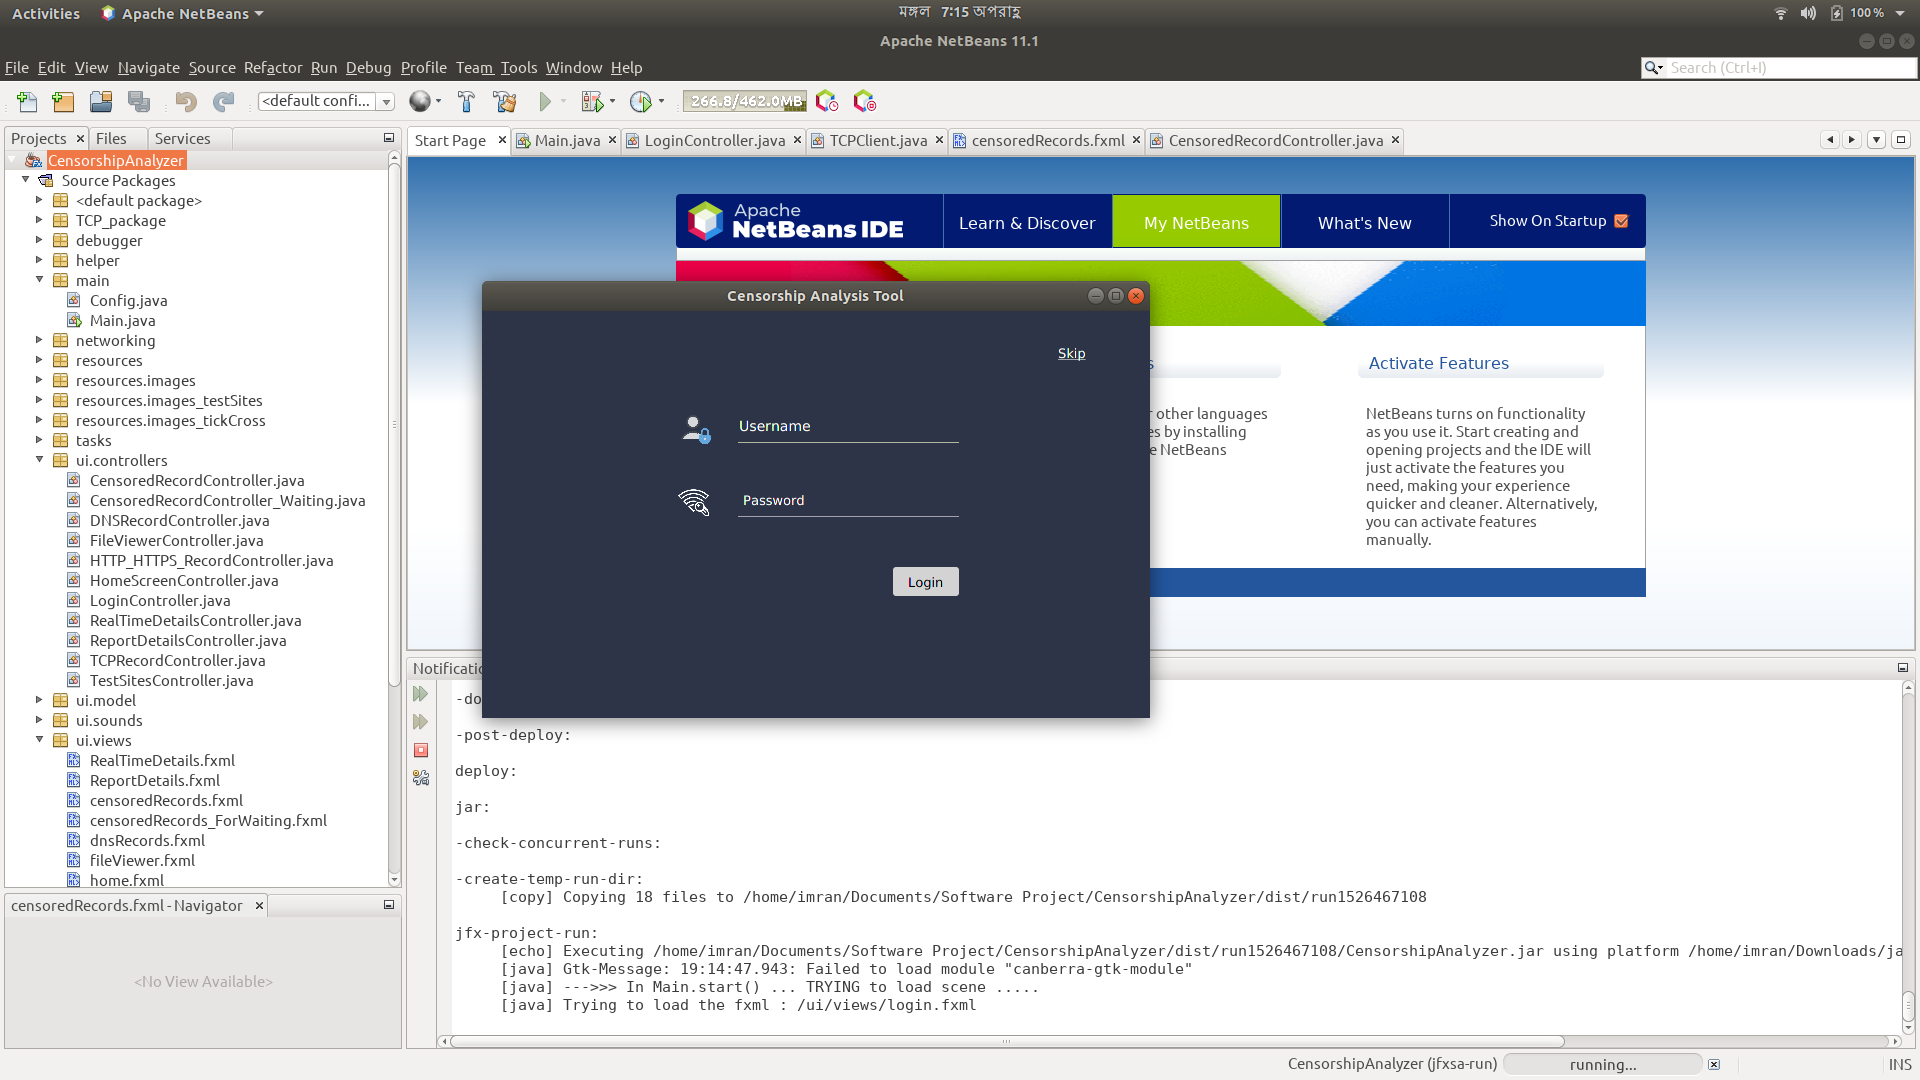 Activities Apache NetBeans মঙ্গল 7:15 অপরাহ্ণ 100%
Apache NetBeans 11.1
File Edit View Navigate Source Refactor Run Debug Profile Team Tools Window Help Search (Ctrl+I)
<default confi... 266.8/462.0MB
Projects Files Services
Start Page Main.java LoginController.java TCPClient.java censoredRecords.fxml CensoredRecordController.java
CensorshipAnalyzer
Source Packages
<default package>
TCP_package
debugger
helper
main
Config.java
Main.java
networking
resources
resources.images
resources.images_testSites
resources.images_tickCross
tasks
ui.controllers
CensoredRecordController.java
CensoredRecordController_Waiting.java
DNSRecordController.java
FileViewerController.java
HTTP_HTTPS_RecordController.java
HomeScreenController.java
LoginController.java
RealTimeDetailsController.java
ReportDetailsController.java
TCPRecordController.java
TestSitesController.java
ui.model
ui.sounds
ui.views
RealTimeDetails.fxml
ReportDetails.fxml
censoredRecords.fxml
censoredRecords_ForWaiting.fxml
dnsRecords.fxml
fileViewer.fxml
home.fxml
censoredRecords.fxml - Navigator
<No View Available>
Apache
NetBeans IDE
Learn & Discover My NetBeans What's New Show On Startup
Censorship Analysis Tool
Skip
Username
Password
Login
s
r other languages
es by installing
e NetBeans
Activate Features
NetBeans turns on functionality
as you use it. Start creating and
opening projects and the IDE will
just activate the features you
need, making your experience
quicker and cleaner. Alternatively,
you can activate features
manually.
Notificatio
-do
-post-deploy:
deploy:
jar:
-check-concurrent-runs:
-create-temp-run-dir:
[copy] Copying 18 files to /home/imran/Documents/Software Project/CensorshipAnalyzer/dist/run1526467108
jfx-project-run:
[echo] Executing /home/imran/Documents/Software Project/CensorshipAnalyzer/dist/run1526467108/CensorshipAnalyzer.jar using platform /home/imran/Downloads/ja
[java] Gtk-Message: 19:14:47.943: Failed to load module "canberra-gtk-module"
[java] --->>> In Main.start() ... TRYING to load scene .....
[java] Trying to load the fxml : /ui/views/login.fxml
CensorshipAnalyzer (jfxsa-run) running... INS